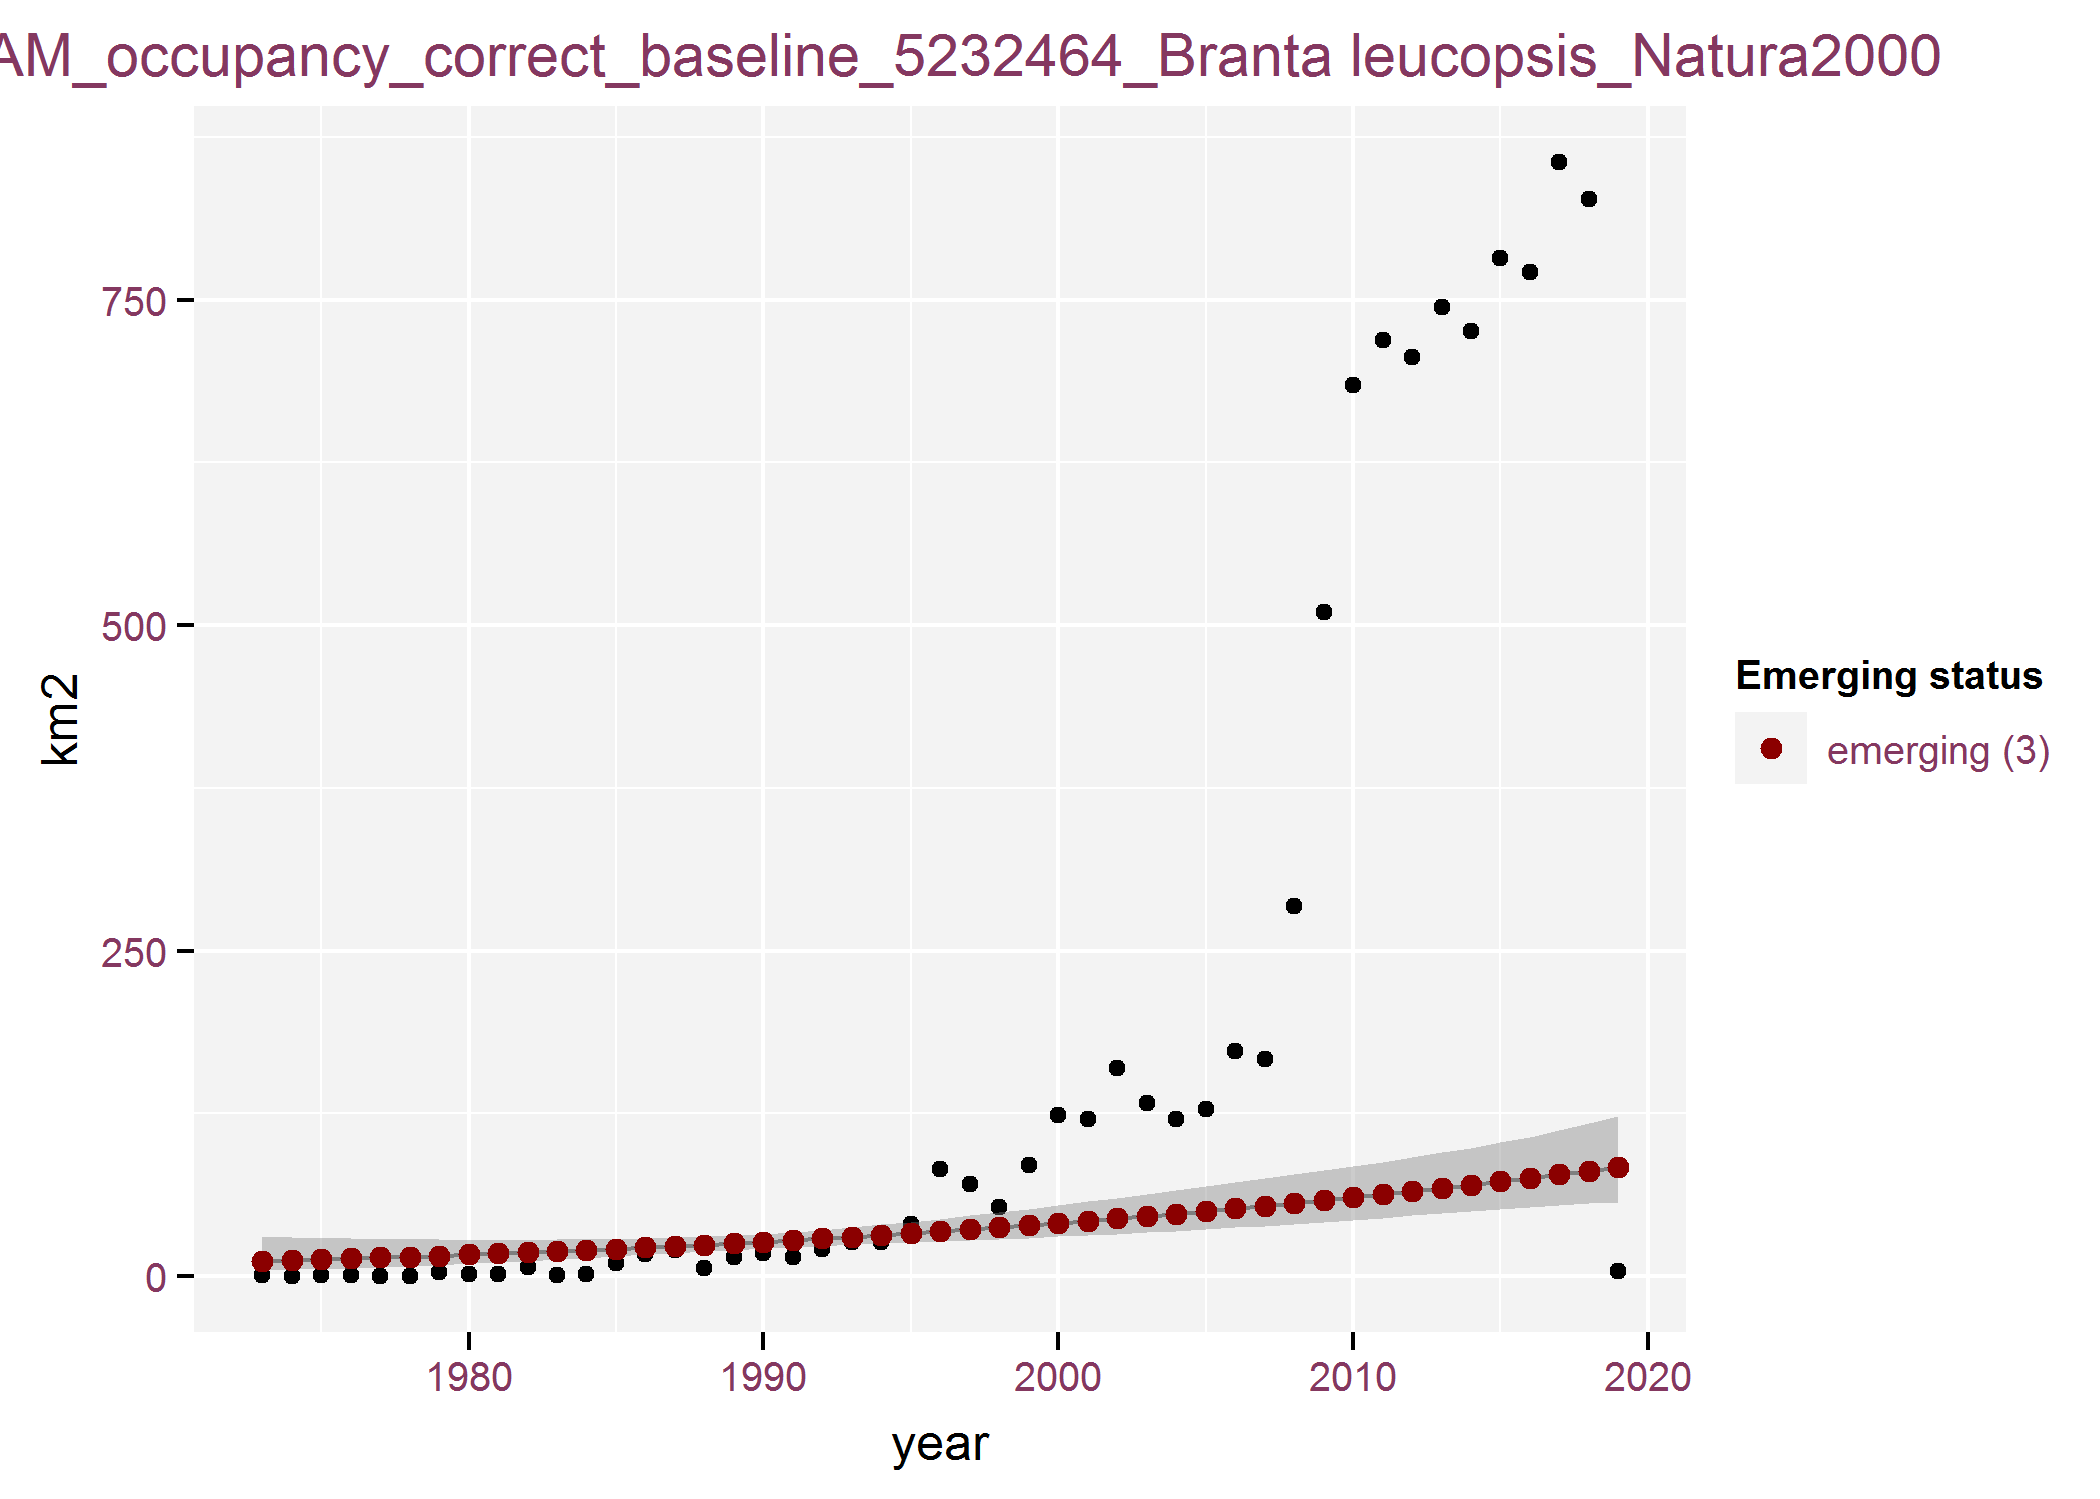 AM_occupancy_correct_baseline_5232464_Branta leucopsis_Natura2000
750
500
250
0
km2
1980 1990 2000 2010 2020
year
Emerging status
emerging (3)